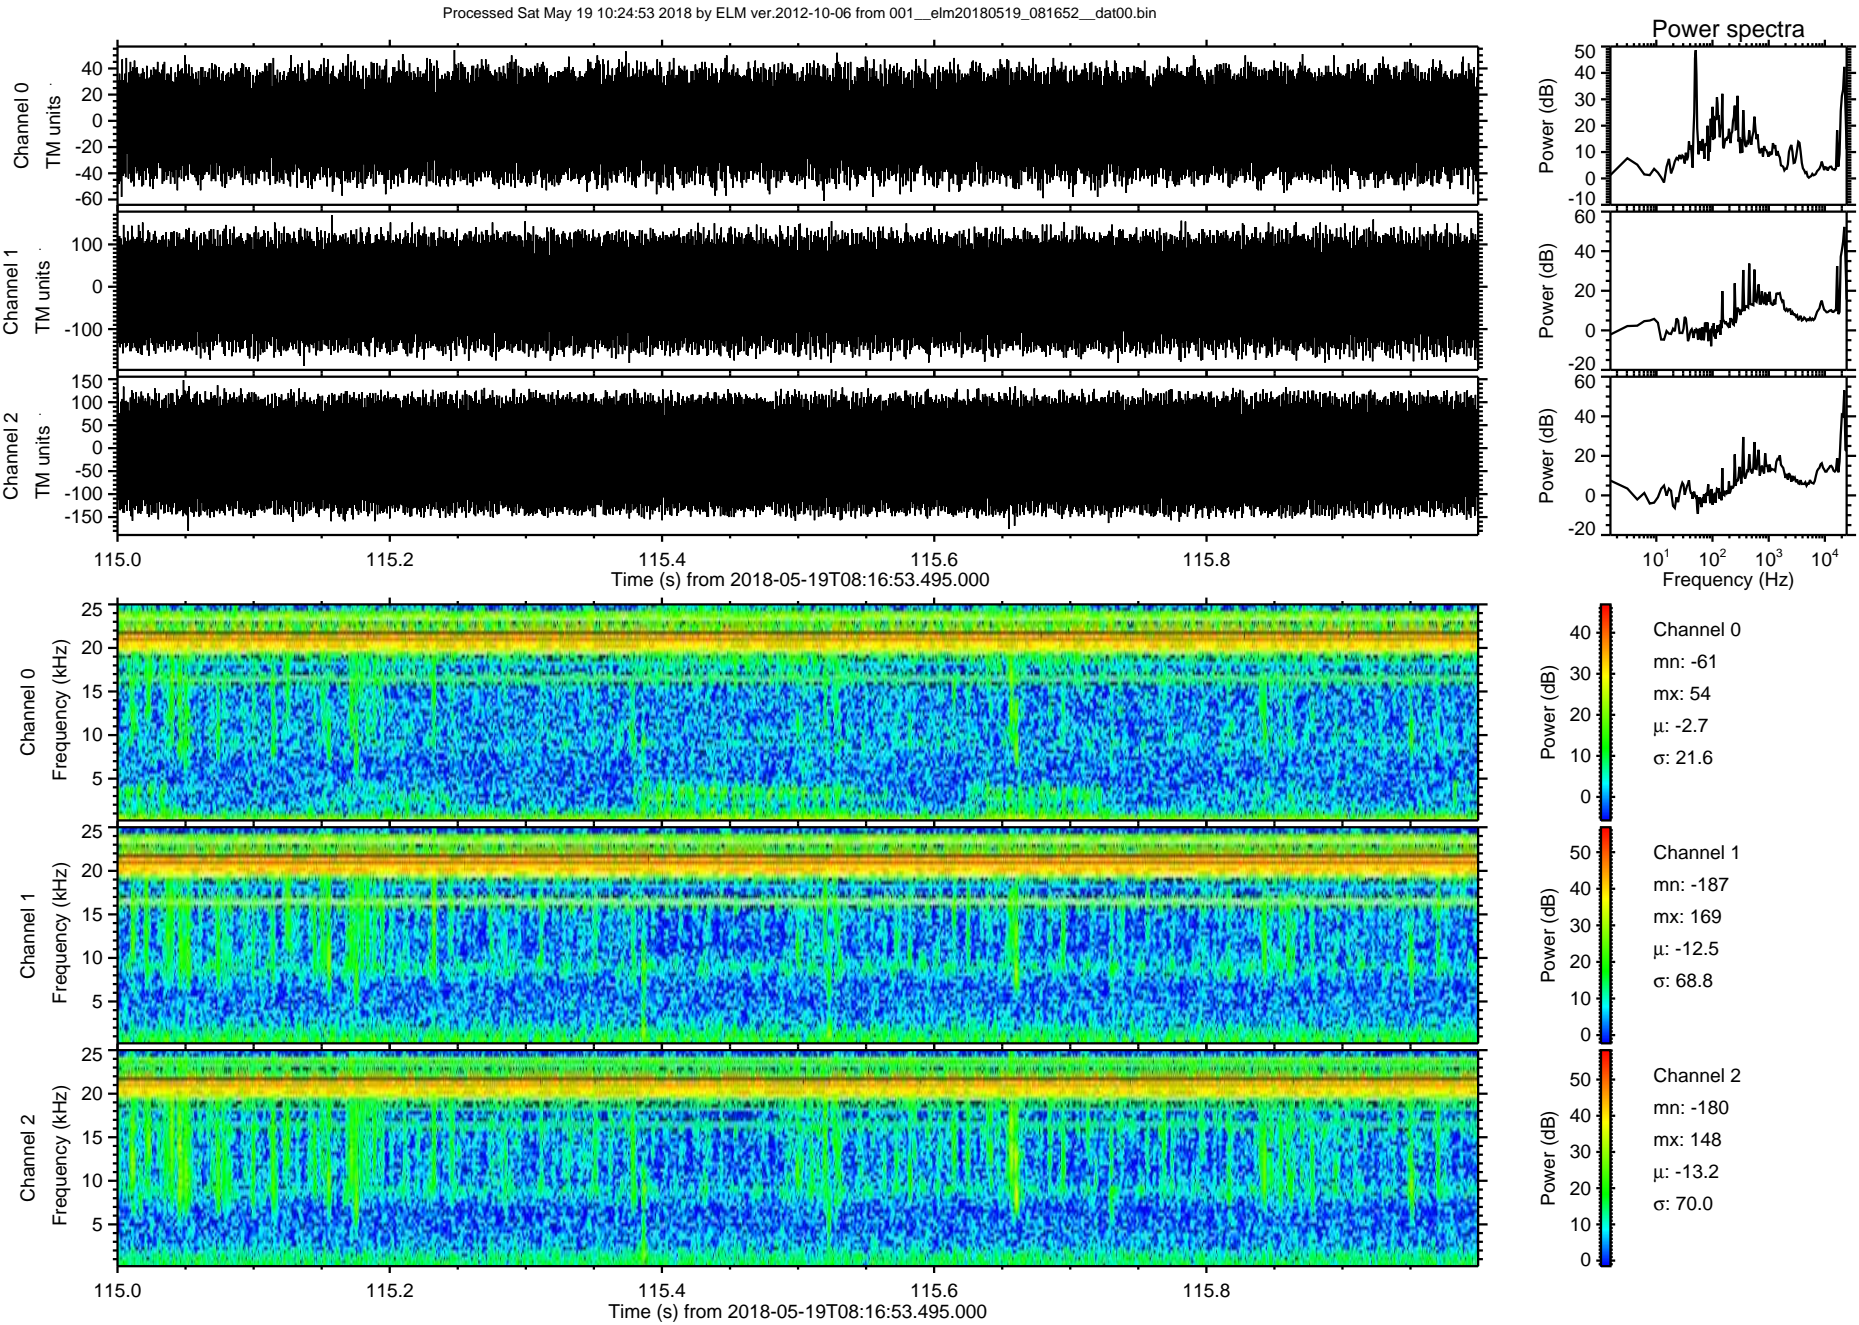 Processed Sat May 19 10:24:53 2018 by ELM ver.2012-10-06 from 001__elm20180519_081652__dat00.bin
Power spectra
Channel 0
TM units
40
20
0
-20
-40
-60
Power (dB)
50
40
30
20
10
0
-10
Channel 1
TM units
100
0
-100
Power (dB)
60
40
20
0
-20
Channel 2
TM units
150
100
50
0
-50
-100
-150
Power (dB)
60
40
20
0
-20
115.0 115.2 115.4 115.6 115.8
Time (s) from 2018-05-19T08:16:53.495.000
10^1 10^2 10^3 10^4
Frequency (Hz)
Channel 0
Frequency (kHz)
25
20
15
10
5
Power (dB)
40
30
20
10
0
Channel 0
mn: -61
mx: 54
μ: -2.7
σ: 21.6
Channel 1
Frequency (kHz)
25
20
15
10
5
Power (dB)
50
40
30
20
10
0
Channel 1
mn: -187
mx: 169
μ: -12.5
σ: 68.8
Channel 2
Frequency (kHz)
25
20
15
10
5
Power (dB)
50
40
30
20
10
0
Channel 2
mn: -180
mx: 148
μ: -13.2
σ: 70.0
115.0 115.2 115.4 115.6 115.8
Time (s) from 2018-05-19T08:16:53.495.000